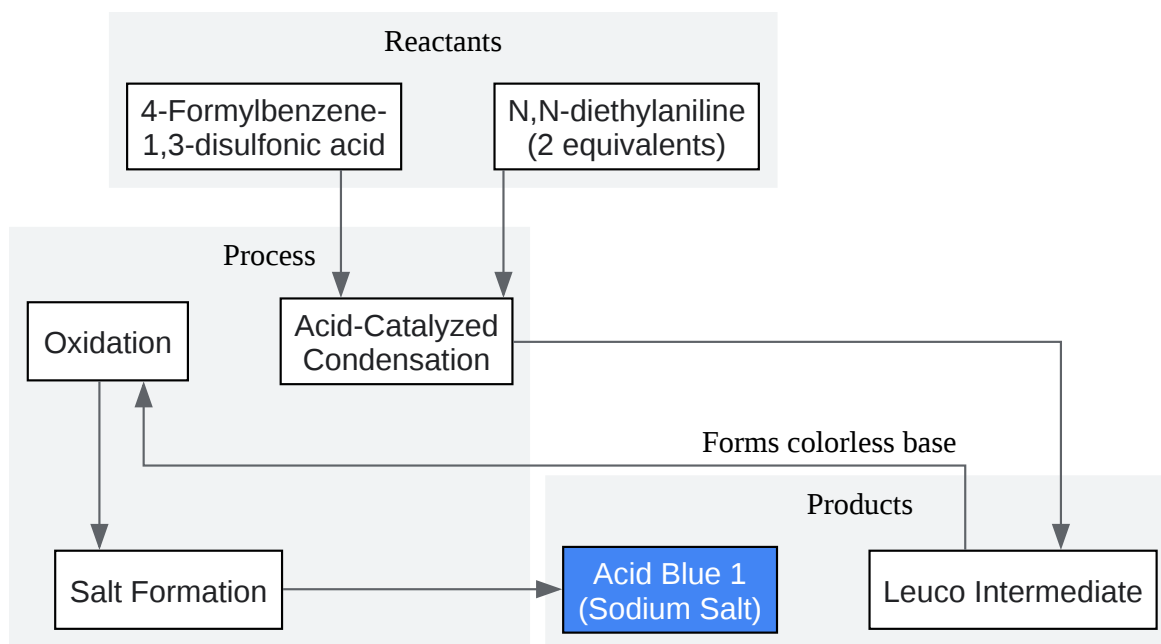 Reactants
4-Formylbenzene-
1,3-disulfonic acid
N,N-diethylaniline
(2 equivalents)
Process
Oxidation
Acid-Catalyzed
Condensation
Forms colorless base
Products
Salt Formation
Acid Blue 1
(Sodium Salt)
Leuco Intermediate